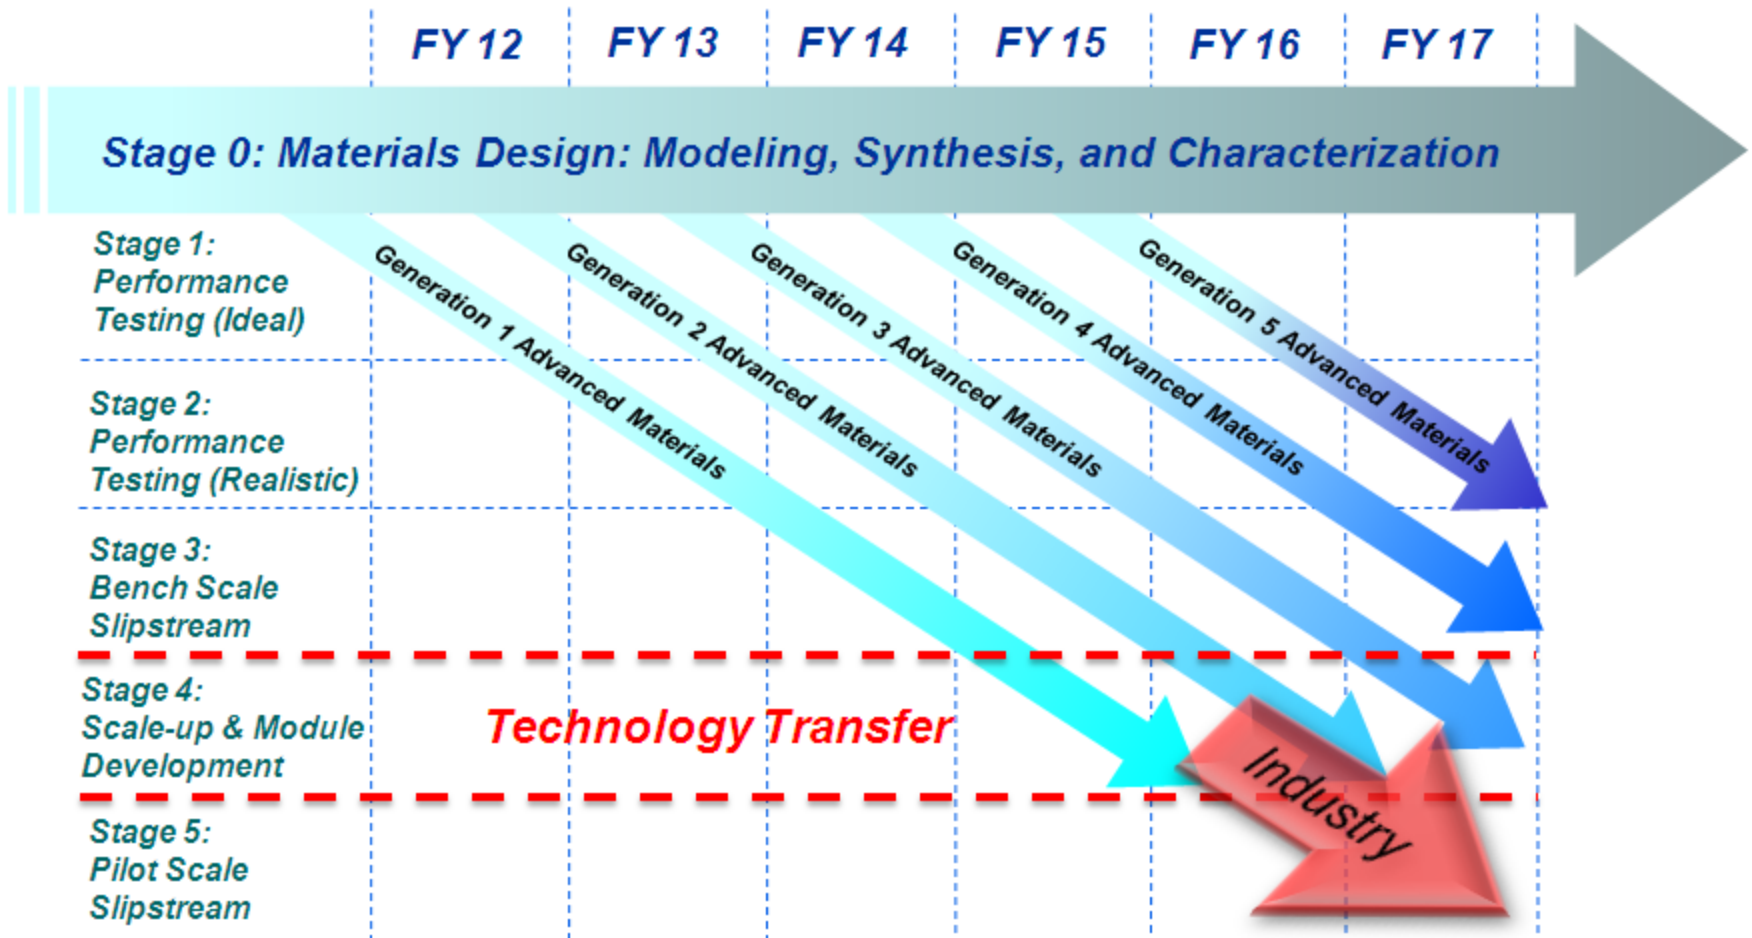 FY 12 FY 13 FY 14 FY 15 FY 16 FY 17
Stage 0: Materials Design: Modeling, Synthesis, and Characterization
Stage 1:
Performance
Testing (Ideal)
Generation 1 Advanced Materials
Generation 2 Advanced Materials
Generation 3 Advanced Materials
Generation 4 Advanced Materials
Generation 5 Advanced Materials
Stage 2:
Performance
Testing (Realistic)
Stage 3:
Bench Scale
Slipstream
Stage 4:
Scale-up & Module
Development
Technology Transfer
Industry
Stage 5:
Pilot Scale
Slipstream